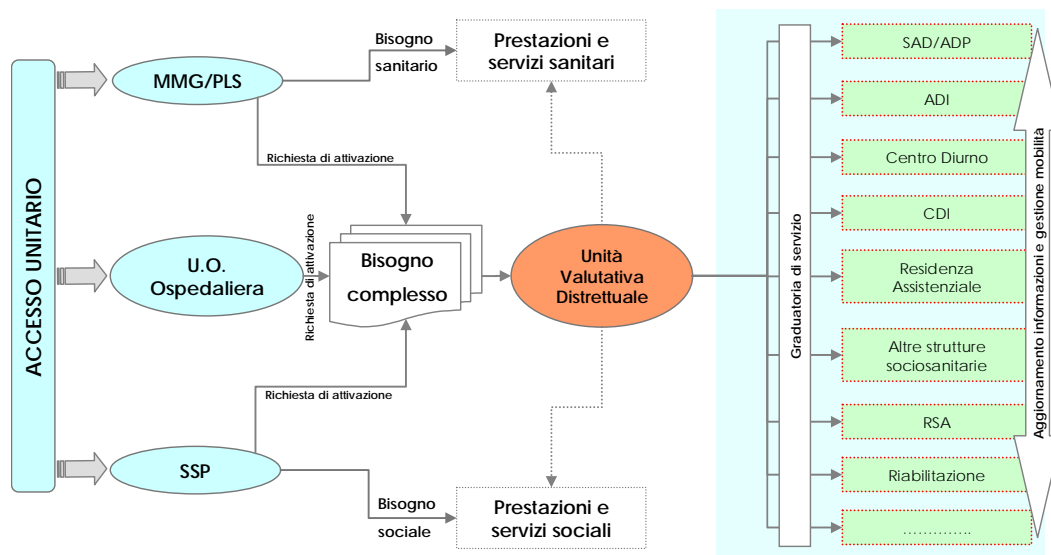 ACCESSO UNITARIO
MMG/PLS
Bisogno
sanitario
Prestazioni e
servizi sanitari
Richiesta di attivazione
U.O.
Ospedaliera
Richiesta di attivazione
Bisogno
complesso
Unità
Valutativa
Distrettuale
Richiesta di attivazione
SSP
Bisogno
sociale
Prestazioni e
servizi sociali
Graduatoria di servizio
SAD/ADP
ADI
Centro Diurno
CDI
Residenza
Assistenziale
Altre strutture
sociosanitarie
RSA
Riabilitazione
…………..
Aggiornamento informazioni e gestione mobilità